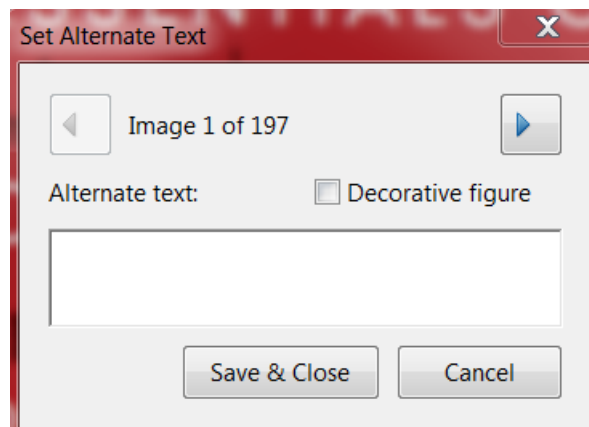 Set Alternate Text
Image 1 of 197
Alternate text:
Decorative figure
Save & Close
Cancel